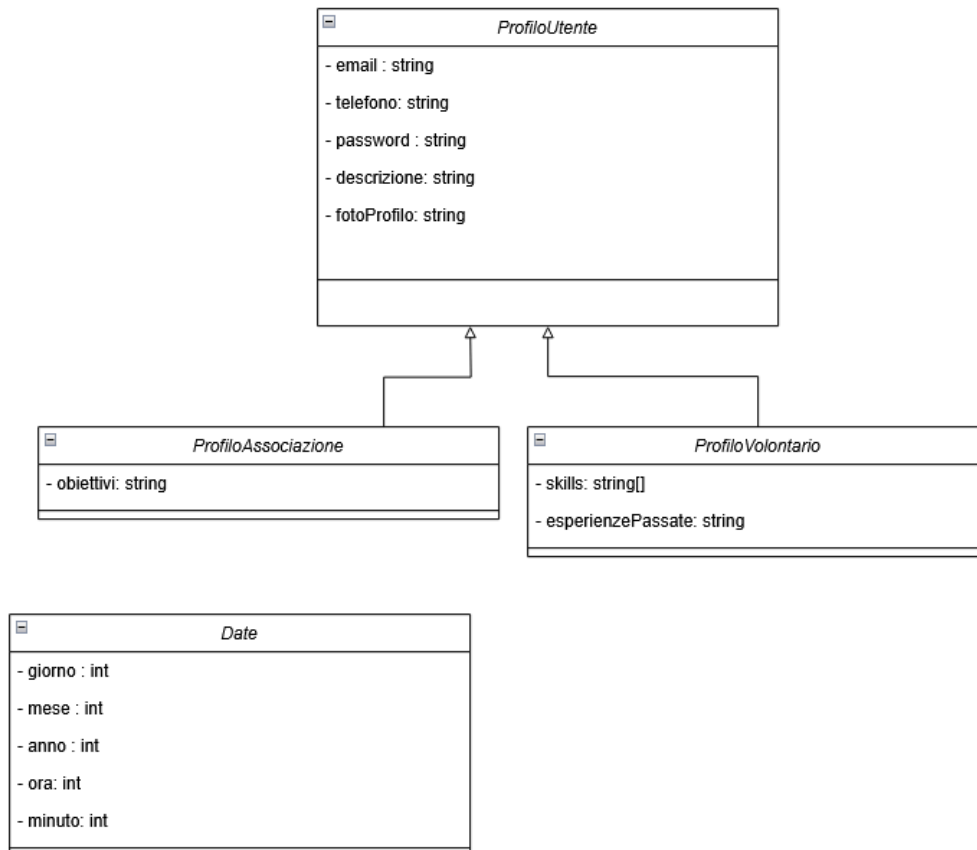 ProfiloUtente
- email : string
- telefono: string
- password : string
- descrizione: string
- fotoProfilo: string
ProfiloAssociazione
- obiettivi: string
ProfiloVolontario
- skills: string[]
- esperienzePassate: string
Date
- giorno : int
- mese : int
- anno : int
- ora: int
- minuto: int